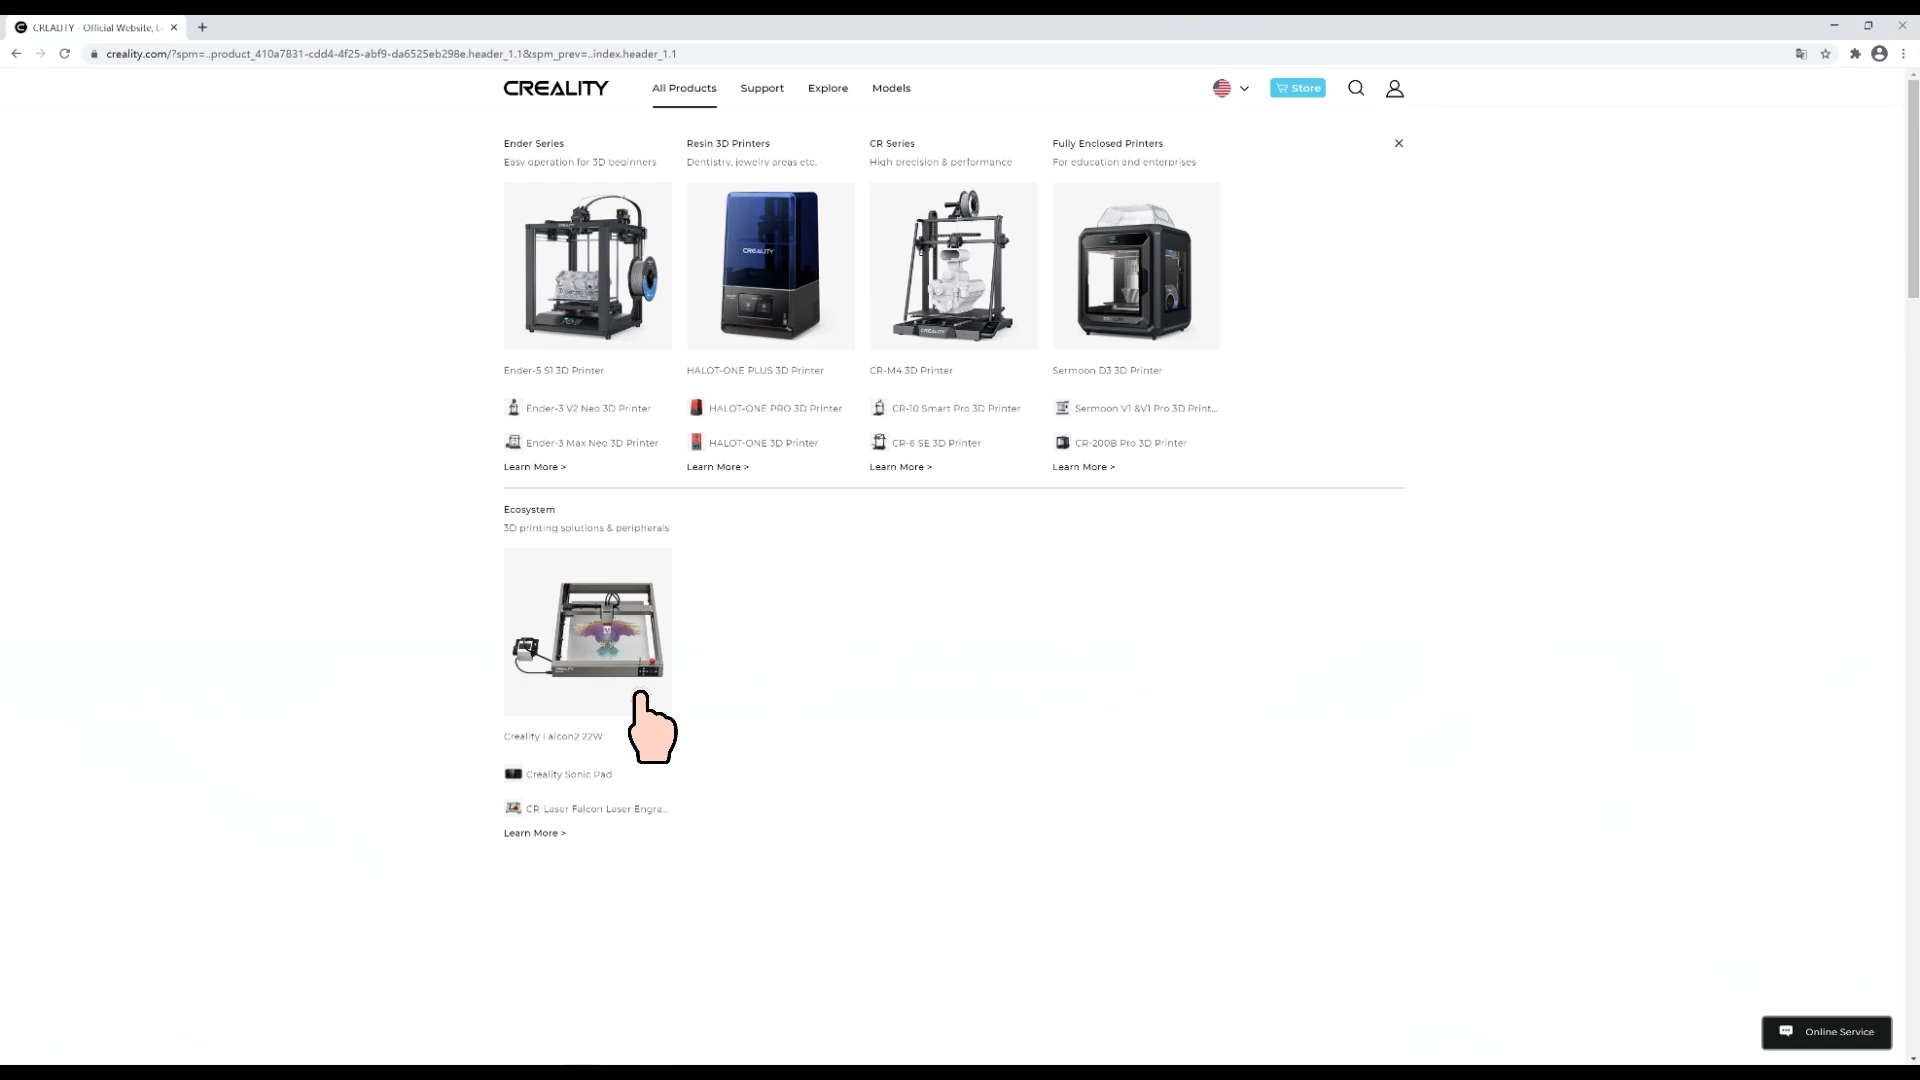 CREALITY - Official Website, L
creality.com/?spm=..product_410a7831-cdd4-4f25-abf9-da6525eb298e.header_1.1&spm_prev=..index.header_1.1
CREALITY
All Products
Support
Explore
Models
Store
Ender Series
Easy operation for 3D beginners
Resin 3D Printers
Dentistry, jewelry areas etc.
CR Series
High precision & performance
Fully Enclosed Printers
For education and enterprises
CREALITY
CREALITY
Ender-5 S1 3D Printer
HALOT-ONE PLUS 3D Printer
CR-M4 3D Printer
Sermoon D3 3D Printer
Ender-3 V2 Neo 3D Printer
HALOT-ONE PRO 3D Printer
CR-10 Smart Pro 3D Printer
Sermoon V1 &V1 Pro 3D Print...
Ender-3 Max Neo 3D Printer
HALOT-ONE 3D Printer
CR-6 SE 3D Printer
CR-200B Pro 3D Printer
Learn More >
Learn More >
Learn More >
Learn More >
Ecosystem
3D printing solutions & peripherals
Creality Falcon2 22W
Creality Sonic Pad
CR-Laser Falcon Laser Engra...
Learn More >
Online Service